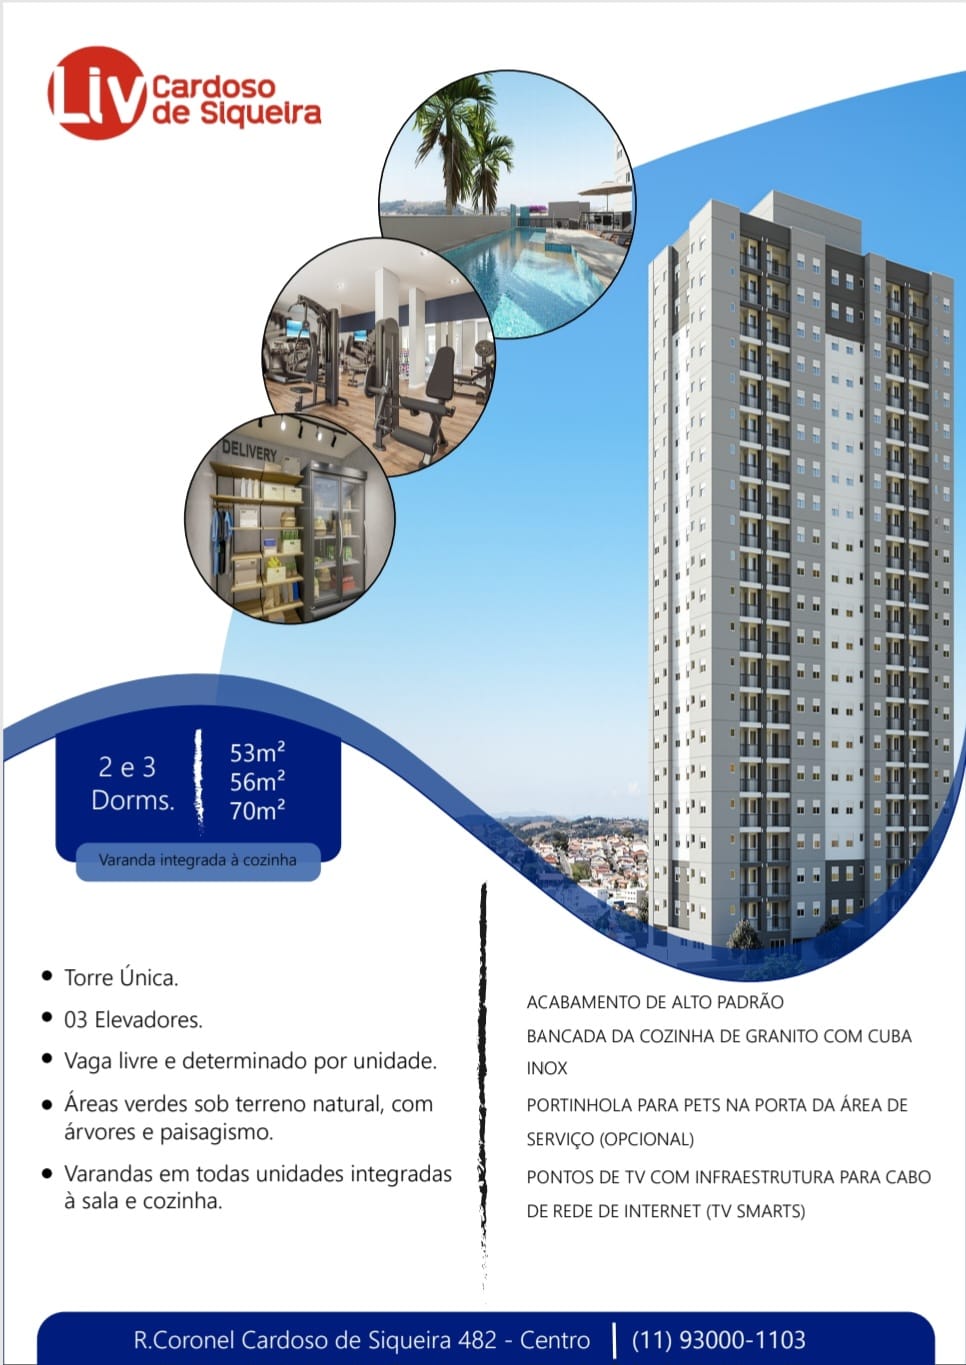 Liv Cardoso
de Siqueira
DELIVERY
2 e 3
Dorms.
53m²
56m²
70m²
Varanda integrada à cozinha
• Torre Única.
• 03 Elevadores.
• Vaga livre e determinado por unidade.
• Áreas verdes sob terreno natural, com
árvores e paisagismo.
• Varandas em todas unidades integradas
à sala e cozinha.
ACABAMENTO DE ALTO PADRÃO
BANCADA DA COZINHA DE GRANITO COM CUBA
INOX
PORTINHOLA PARA PETS NA PORTA DA ÁREA DE
SERVIÇO (OPCIONAL)
PONTOS DE TV COM INFRAESTRUTURA PARA CABO
DE REDE DE INTERNET (TV SMARTS)
R.Coronel Cardoso de Siqueira 482 - Centro | (11) 93000-1103